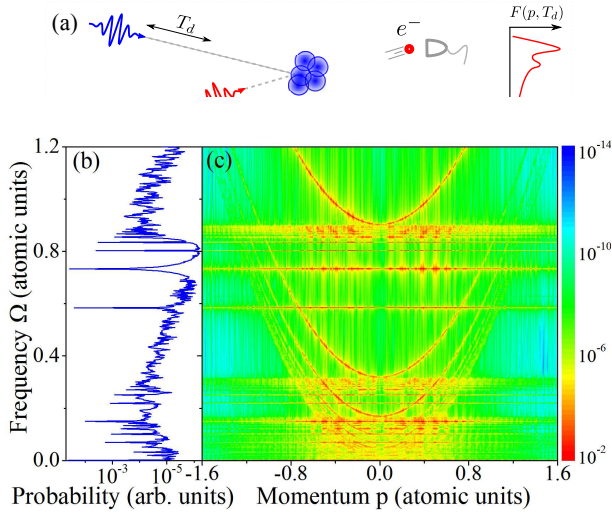 (a)
T_d
e⁻
F(p, T_d)
(b)
(c)
1.2
0.8
0.4
0.0
Frequency Ω (atomic units)
10⁻³
10⁻⁵
-1.6
-0.8
0.0
0.8
1.6
Probability (arb. units)
Momentum p (atomic units)
10⁻¹⁴
10⁻¹⁰
10⁻⁶
10⁻²